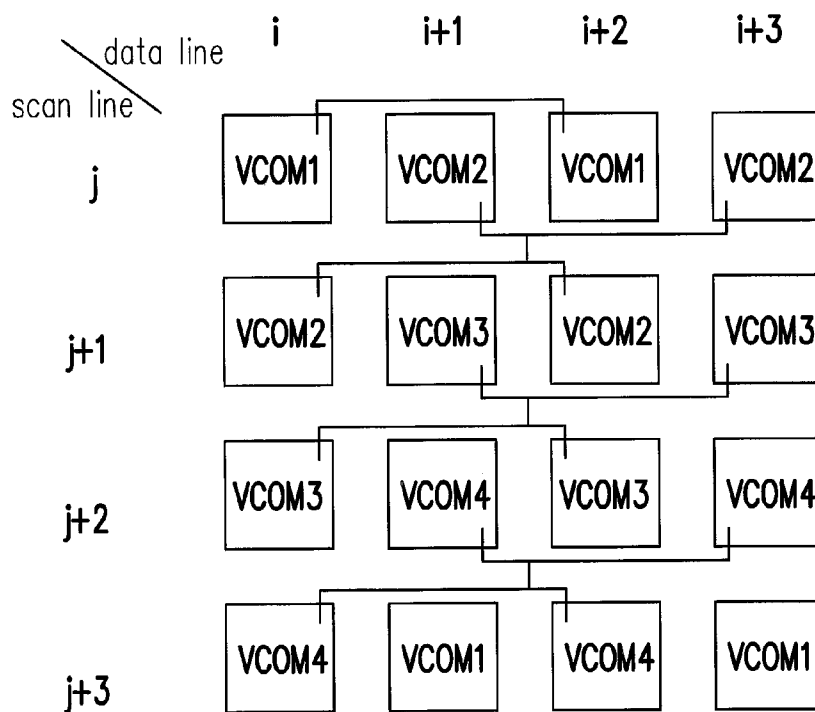 data line i i+1 i+2 i+3
scan line
j VCOM1 VCOM2 VCOM1 VCOM2
j+1 VCOM2 VCOM3 VCOM2 VCOM3
j+2 VCOM3 VCOM4 VCOM3 VCOM4
j+3 VCOM4 VCOM1 VCOM4 VCOM1